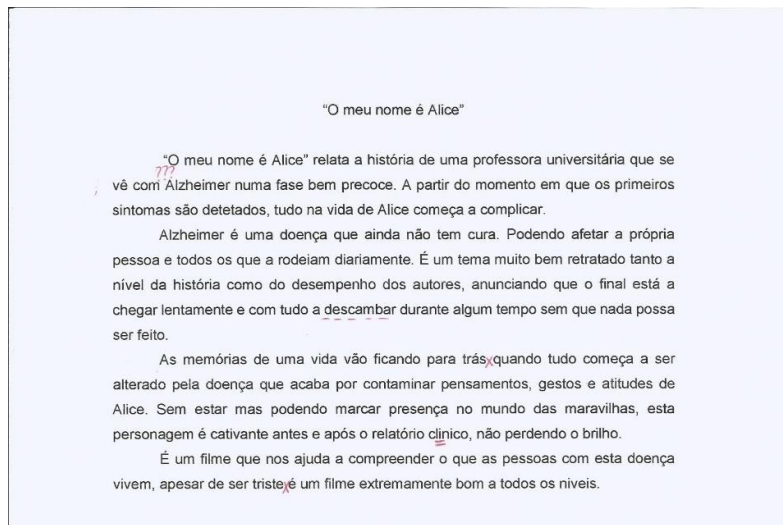 “O meu nome é Alice”
“O meu nome é Alice” relata a história de uma professora universitária que se
???
vê com Alzheimer numa fase bem precoce. A partir do momento em que os primeiros
sintomas são detetados, tudo na vida de Alice começa a complicar.
Alzheimer é uma doença que ainda não tem cura. Podendo afetar a própria
pessoa e todos os que a rodeiam diariamente. É um tema muito bem retratado tanto a
nível da história como do desempenho dos autores, anunciando que o final está a
chegar lentamente e com tudo a descambar durante algum tempo sem que nada possa
ser feito.
As memórias de uma vida vão ficando para trás x quando tudo começa a ser
alterado pela doença que acaba por contaminar pensamentos, gestos e atitudes de
Alice. Sem estar mas podendo marcar presença no mundo das maravilhas, esta
personagem é cativante antes e após o relatório clinico, não perdendo o brilho.
É um filme que nos ajuda a compreender o que as pessoas com esta doença
vivem, apesar de ser triste x é um filme extremamente bom a todos os niveis.